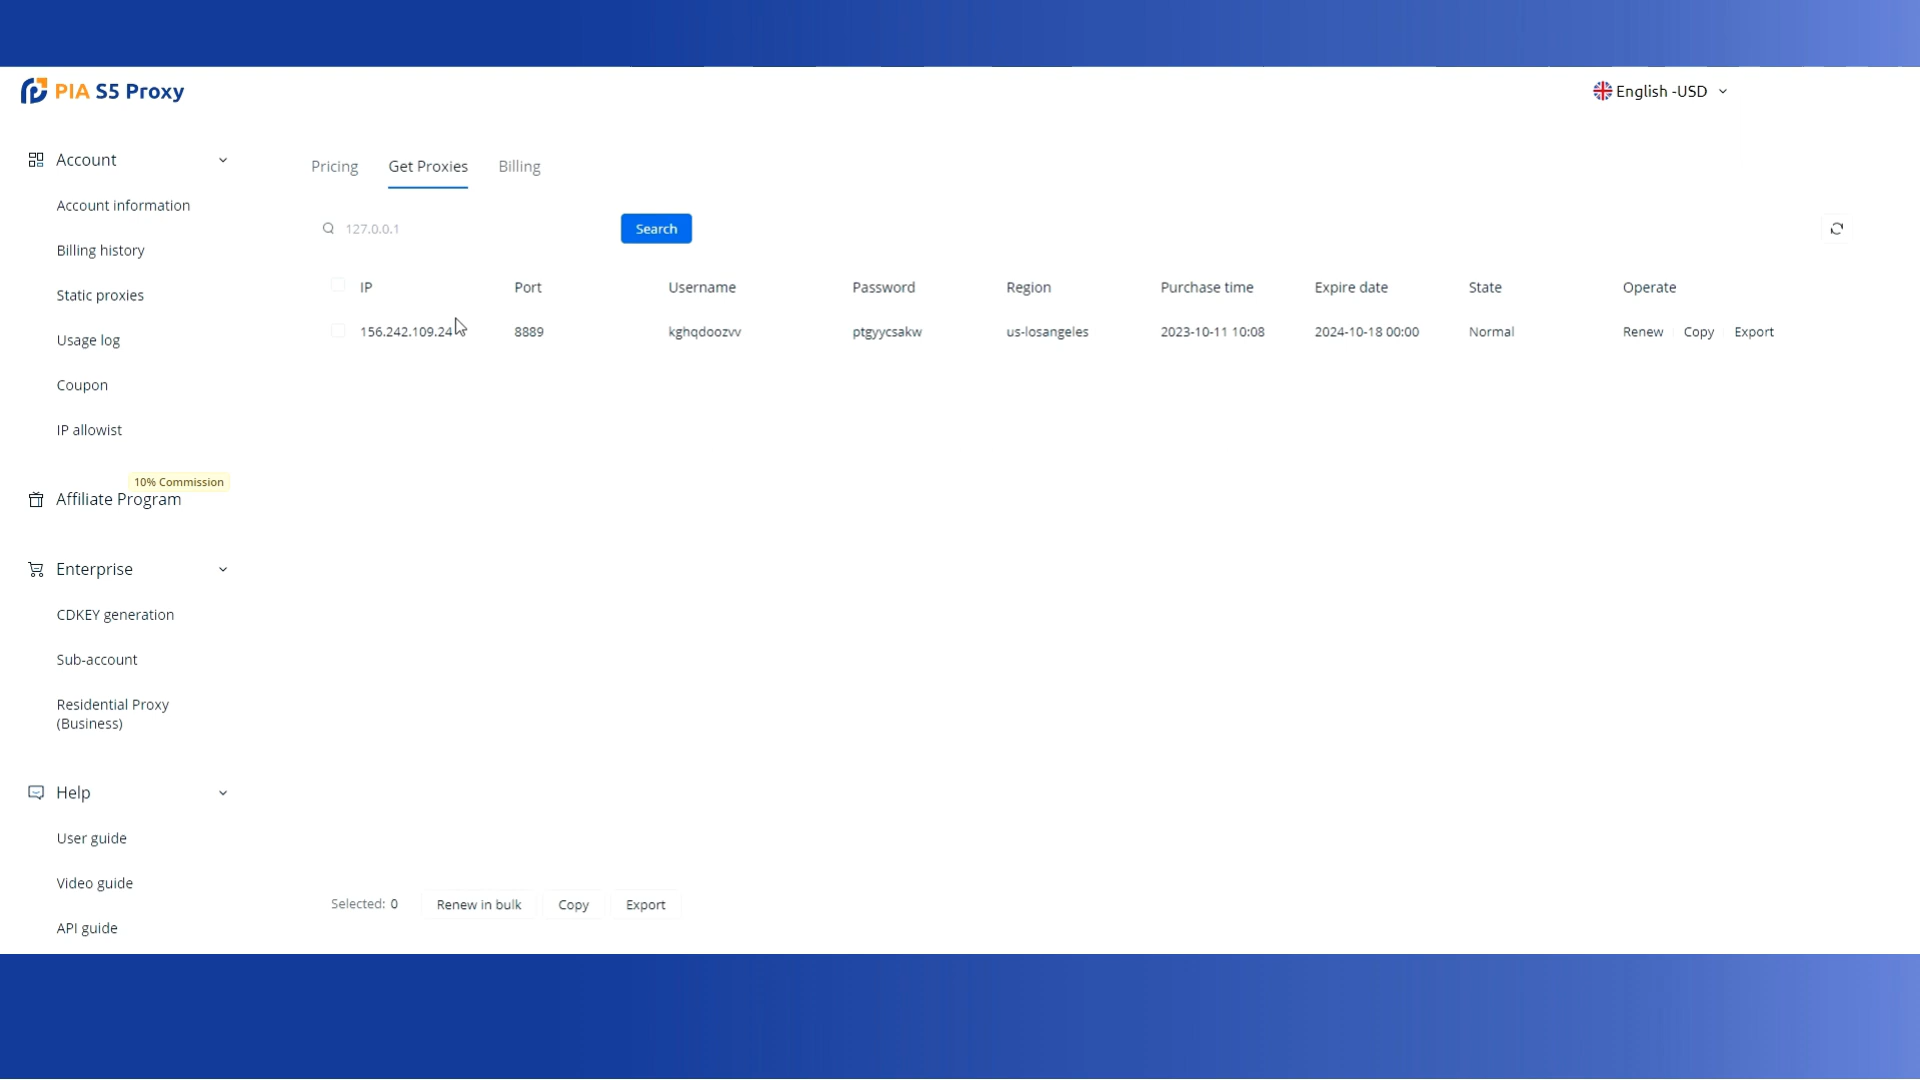 PIA S5 Proxy
English -USD
Account
Account information
Billing history
Static proxies
Usage log
Coupon
IP allowist
10% Commission
Affiliate Program
Enterprise
CDKEY generation
Sub-account
Residential Proxy
(Business)
Help
User guide
Video guide
API guide
Pricing Get Proxies Billing
127.0.0.1 Search
IP Port Username Password Region Purchase time Expire date State Operate
156.242.109.24 8889 kghqdoozvv ptgyycsakw us-losangeles 2023-10-11 10:08 2024-10-18 00:00 Normal Renew Copy Export
Selected: 0 Renew in bulk Copy Export